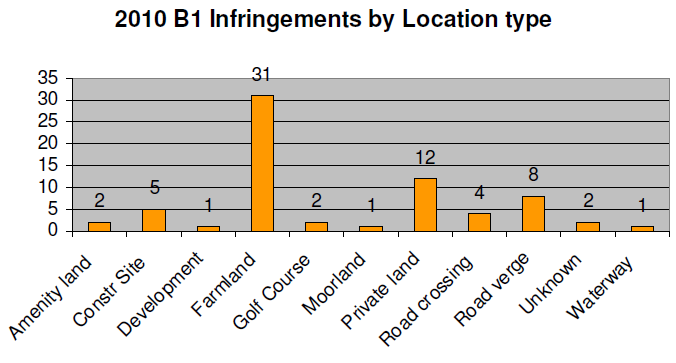 2010 B1 Infringements by Location type
35
30
25
20
15
10
5
0
2
5
1
31
2
1
12
4
8
2
1
Amenity land
Constr Site
Development
Farmland
Golf Course
Moorland
Private land
Road crossing
Road verge
Unknown
Waterway